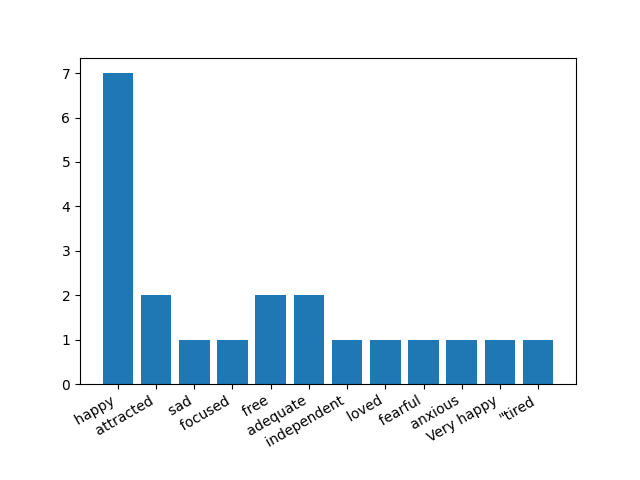 7
6
5
4
3
2
1
0
happy
attracted
sad
focused
free
adequate
independent
loved
fearful
anxious
Very happy
"tired